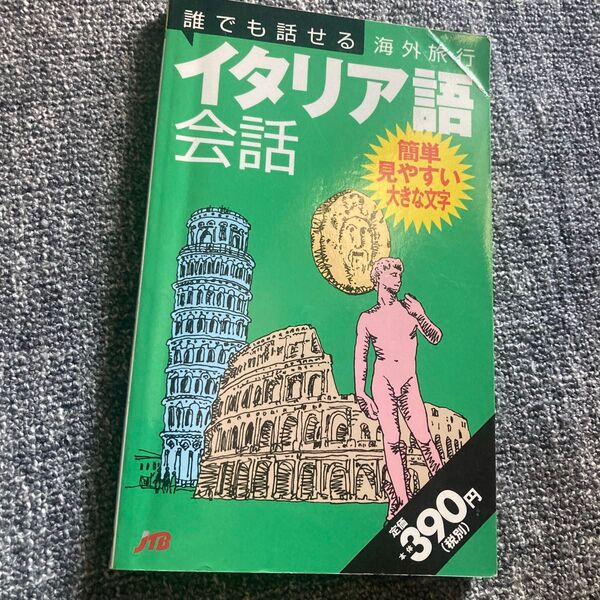 誰でも話せる
海外旅行
イタリア語
会話
簡単
見やすい
大きな文字
定価
本体390円
(税別)
JTB